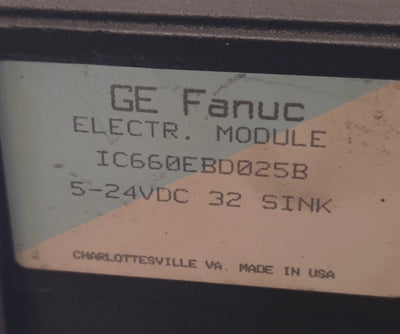 GE Fanuc
ELECTR. MODULE
IC660EBD025B
5-24VDC 32 SINK
CHARLOTTESVILLE VA. MADE IN USA